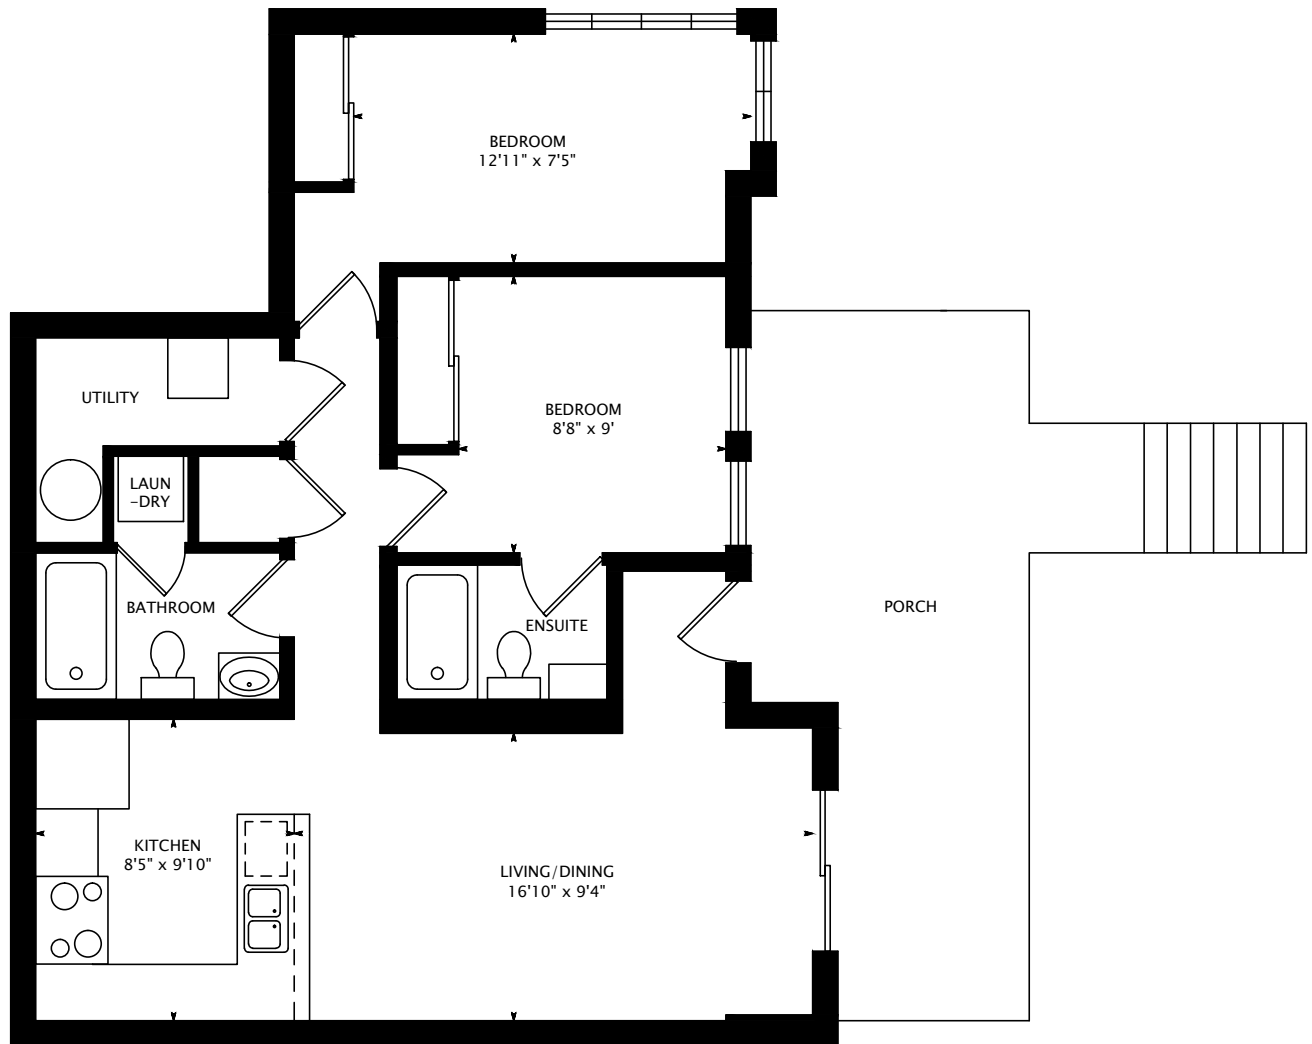 BEDROOM
12'11" x 7'5"
UTILITY
BEDROOM
8'8" x 9'
LAUN
-DRY
BATHROOM
ENSUITE
PORCH
KITCHEN
8'5" x 9'10"
LIVING/DINING
16'10" x 9'4"